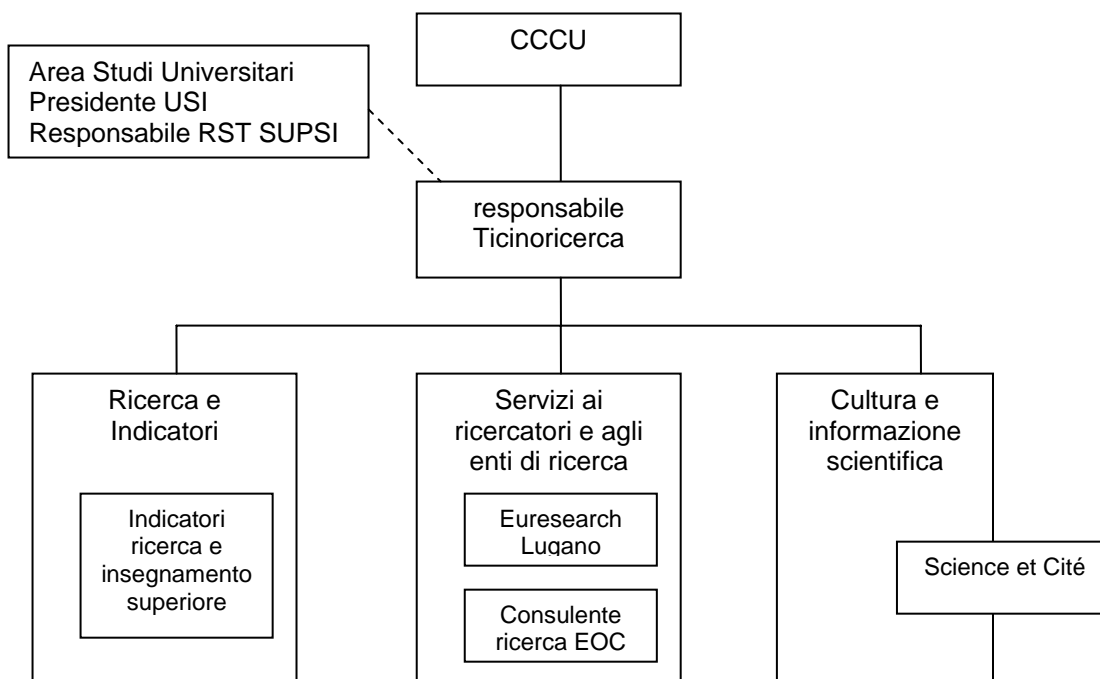 CCCU
Area Studi Universitari
Presidente USI
Responsabile RST SUPSI
responsabile
Ticinoricerca
Ricerca e
Indicatori
Indicatori
ricerca e
insegnamento
superiore
Servizi ai
ricercatori e agli
enti di ricerca
Euresearch
Lugano
Consulente
ricerca EOC
Cultura e
informazione
scientifica
Science et Cité